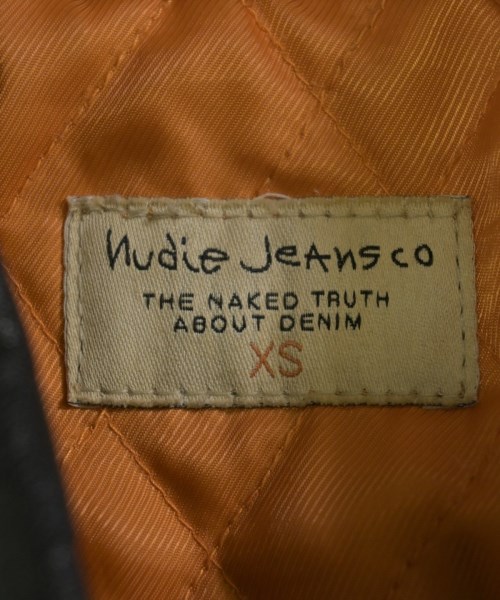 Nudie Jeans co
THE NAKED TRUTH
ABOUT DENIM
XS